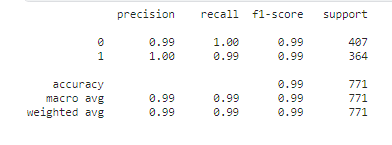 precision recall f1-score support
0 0.99 1.00 0.99 407
1 1.00 0.99 0.99 364
accuracy 0.99 771
macro avg 0.99 0.99 0.99 771
weighted avg 0.99 0.99 0.99 771